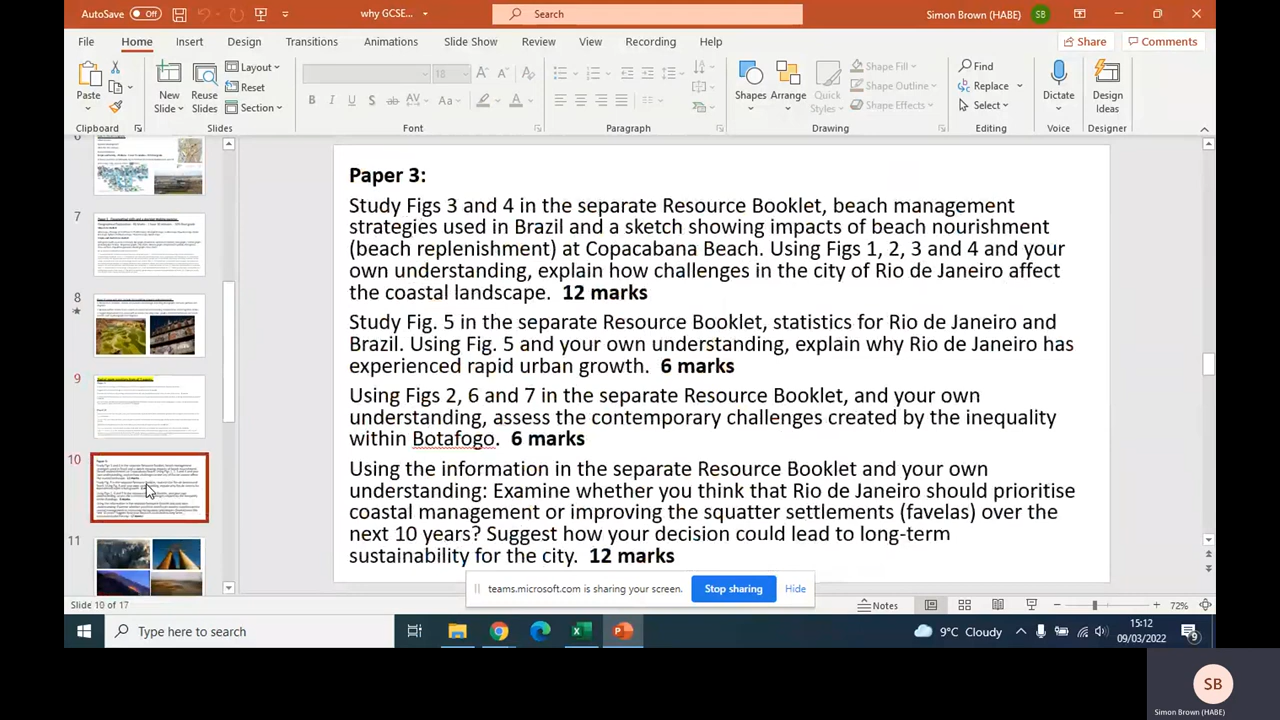 AutoSave Off why GCSE... Search Simon Brown (HABE) SB
File Home Insert Design Transitions Animations Slide Show Review View Recording Help Share Comments
Paste New Slide Reuse Slides Layout Reset Section 18 Shapes Arrange Quick Styles Shape Fill Shape Outline Shape Effects Find Replace Select Dictate Design Ideas
Clipboard Slides Font Paragraph Drawing Editing Voice Designer
6
7
8
9
10
11
Paper 3:
Study Figs 3 and 4 in the separate Resource Booklet, beach management
strategies used in Brazil and a sketch showing impacts of beach nourishment
(beach replenishment) at Copacabana Beach. Using Figs 1, 2, 3 and 4 and your
own understanding, explain how challenges in the city of Rio de Janeiro affect
the coastal landscape. 12 marks
Study Fig. 5 in the separate Resource Booklet, statistics for Rio de Janeiro and
Brazil. Using Fig. 5 and your own understanding, explain why Rio de Janeiro has
experienced rapid urban growth. 6 marks
Using Figs 2, 6 and 7 in the separate Resource Booklet, and your own
understanding, assess the contemporary challenges created by the inequality
within Botafogo. 6 marks
Using the information in the separate Resource Booklet and your own
understanding: Examine whether you think that Rio de Janeiro should prioritise
coastal management or improving the squatter settlements (favelas) over the
next 10 years? Suggest how your decision could lead to long-term
sustainability for the city. 12 marks
teams.microsoft.com is sharing your screen. Stop sharing Hide
Slide 10 of 17 Notes 72%
Type here to search 9°C Cloudy 15:12
09/03/2022
9
SB
Simon Brown (HABE)